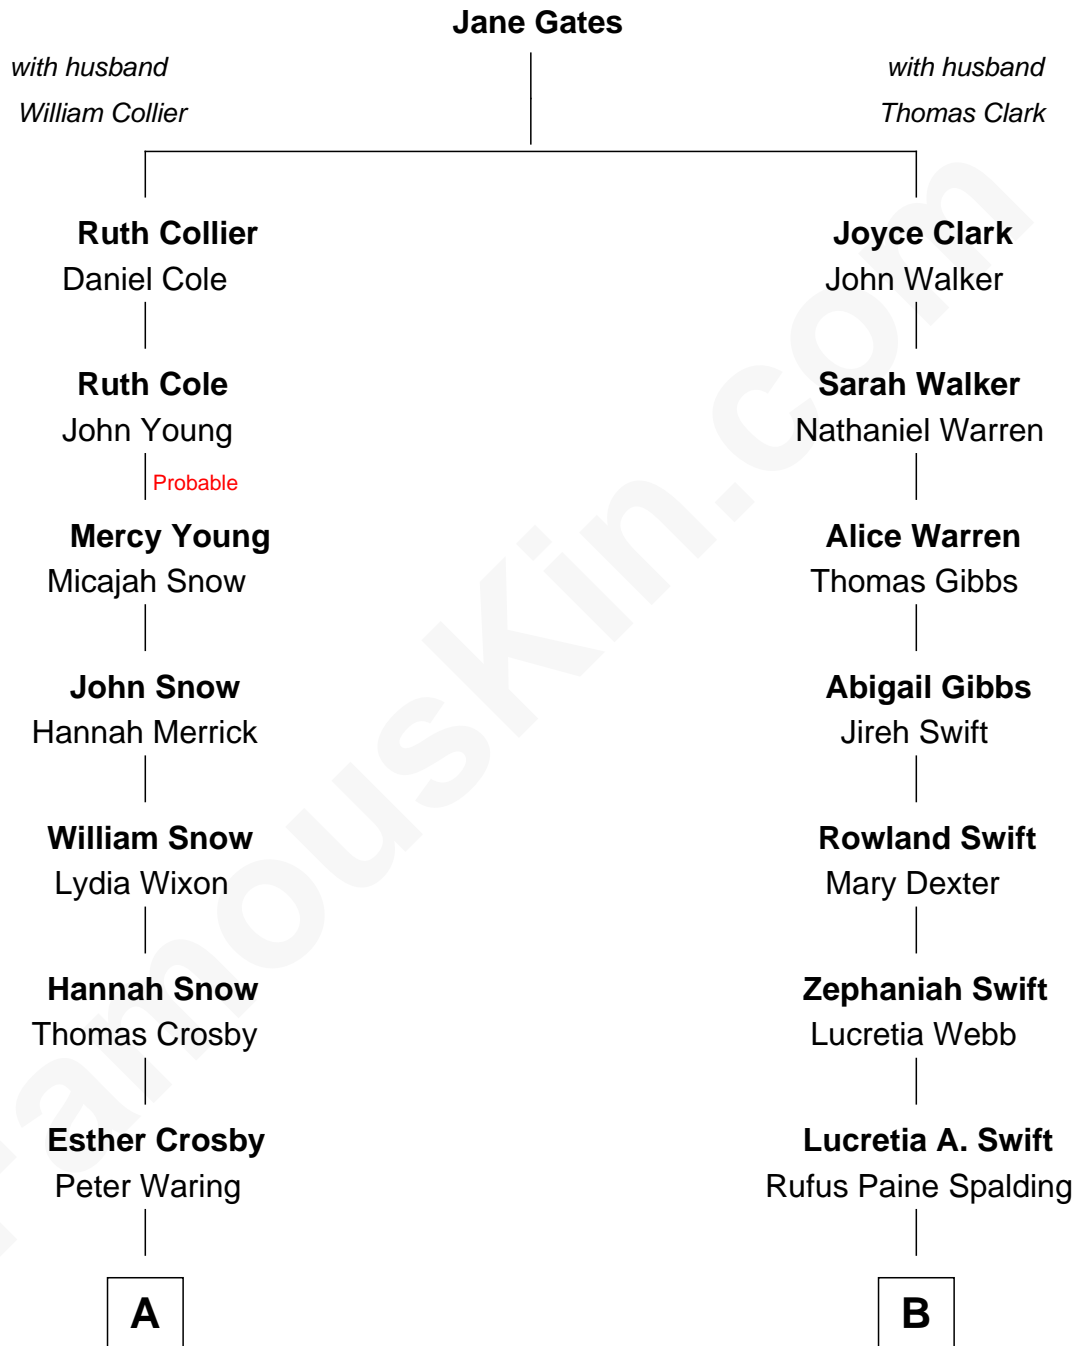 Jane Gates
with husband
William Collier
with husband
Thomas Clark
Ruth Collier
Daniel Cole
Joyce Clark
John Walker
Ruth Cole
John Young
Sarah Walker
Nathaniel Warren
Probable
Mercy Young
Micajah Snow
Alice Warren
Thomas Gibbs
John Snow
Hannah Merrick
Abigail Gibbs
Jireh Swift
William Snow
Lydia Wixon
Rowland Swift
Mary Dexter
Hannah Snow
Thomas Crosby
Zephaniah Swift
Lucretia Webb
Esther Crosby
Peter Waring
Lucretia A. Swift
Rufus Paine Spalding
A
B
FamousKin.com